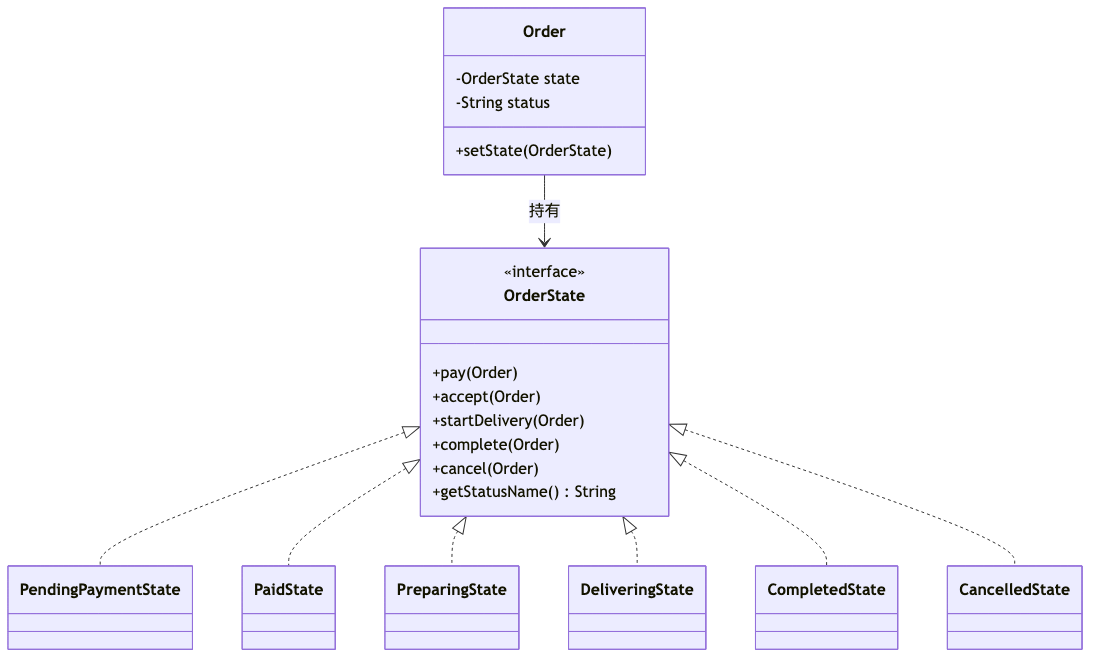 Order
-OrderState state
-String status
+setState(OrderState)
持有
«interface»
OrderState
+pay(Order)
+accept(Order)
+startDelivery(Order)
+complete(Order)
+cancel(Order)
+getStatusName() : String
PendingPaymentState
PaidState
PreparingState
DeliveringState
CompletedState
CancelledState